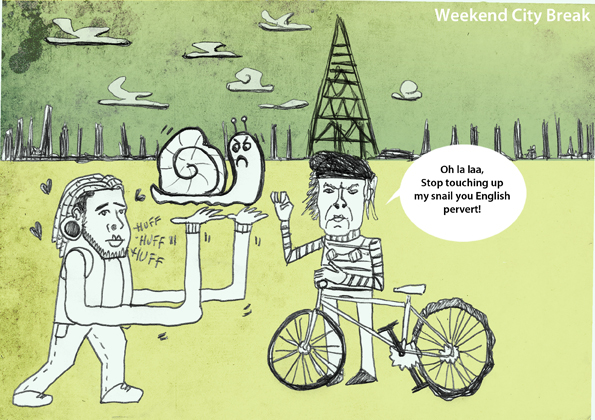 Weekend City Break
Oh la laa,
Stop touching up
my snail you English
pervert!
HUFF
HUFF
HUFF